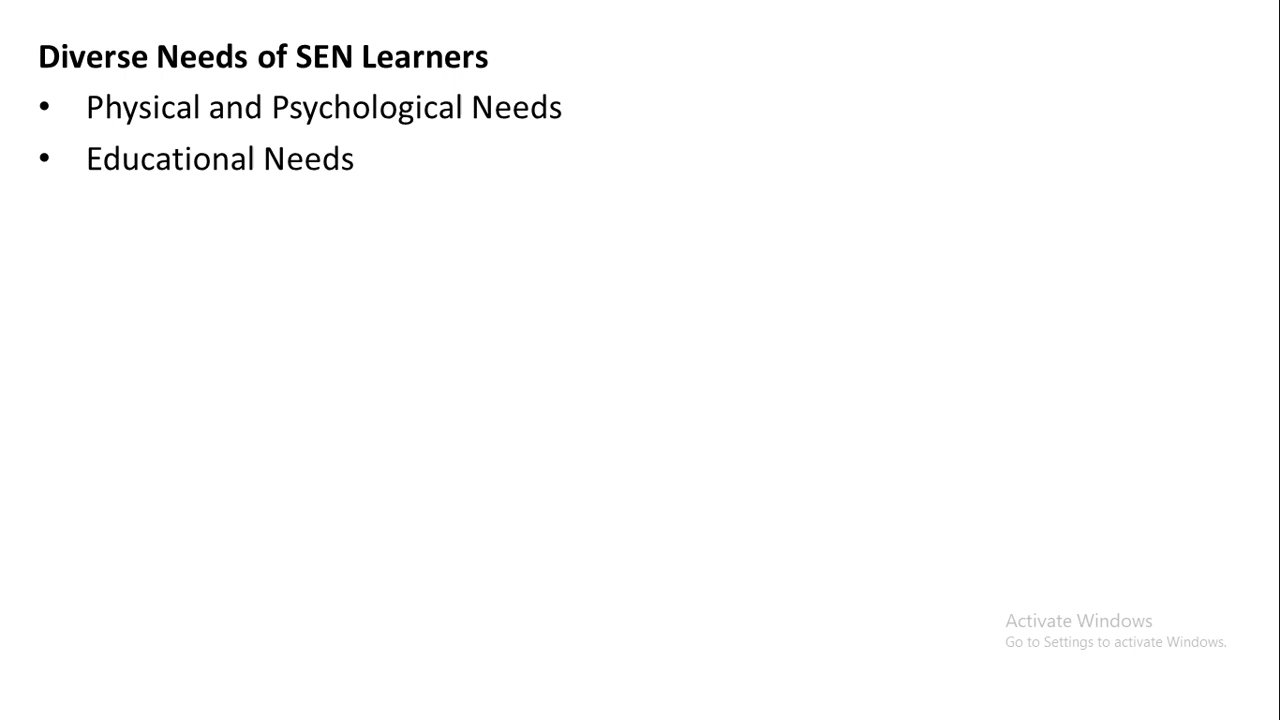 Diverse Needs of SEN Learners
• Physical and Psychological Needs
• Educational Needs
Activate Windows
Go to Settings to activate Windows.